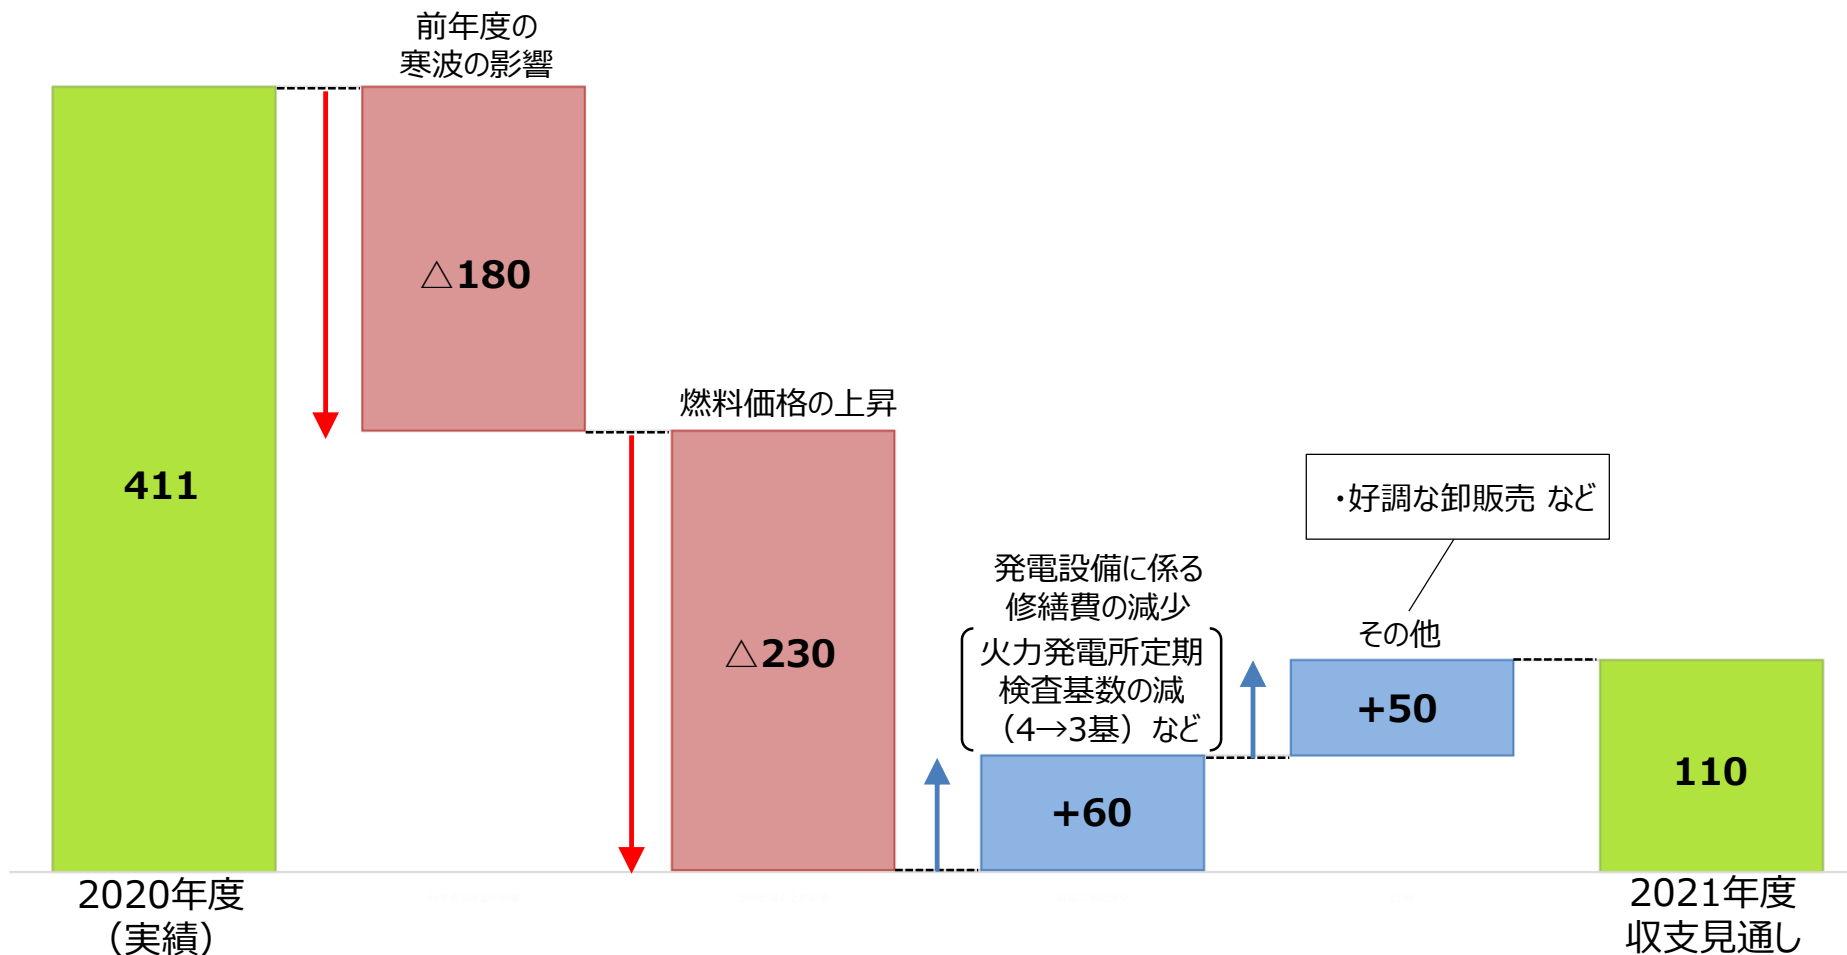 前年度の
寒波の影響
△180
411
燃料価格の上昇
△230
発電設備に係る
修繕費の減少
火力発電所定期
検査基数の減
（4→3基）など
+60
・好調な卸販売 など
その他
+50
110
2020年度
（実績）
2021年度
収支見通し